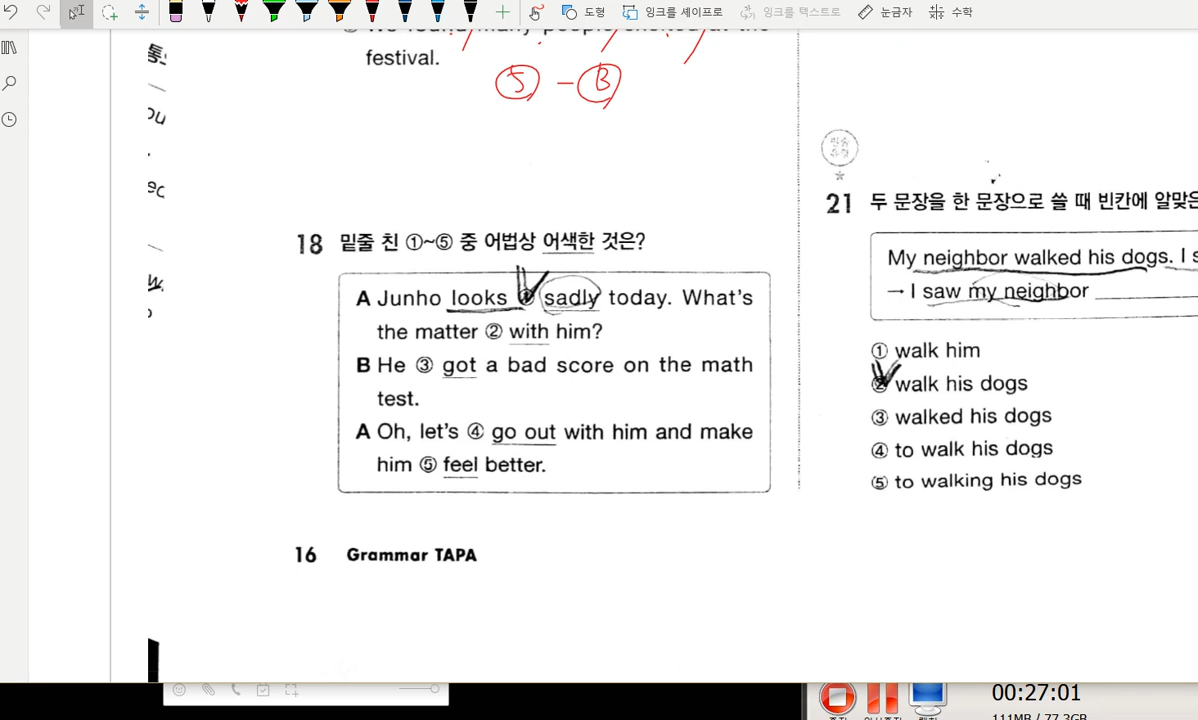 도형
잉크를 셰이프로
잉크를 텍스트로
눈금자
수학
festival.
⑤ - Ⓑ
18 밑줄 친 ①~⑤ 중 어법상 어색한 것은?
A Junho looks ① sadly today. What's
the matter ② with him?
B He ③ got a bad score on the math
test.
A Oh, let's ④ go out with him and make
him ⑤ feel better.
16 Grammar TAPA
21 두 문장을 한 문장으로 쓸 때 빈칸에 알맞은
My neighbor walked his dogs. I s
→ I saw my neighbor
① walk him
② walk his dogs
③ walked his dogs
④ to walk his dogs
⑤ to walking his dogs
00:27:01
111MB / 77.3GB